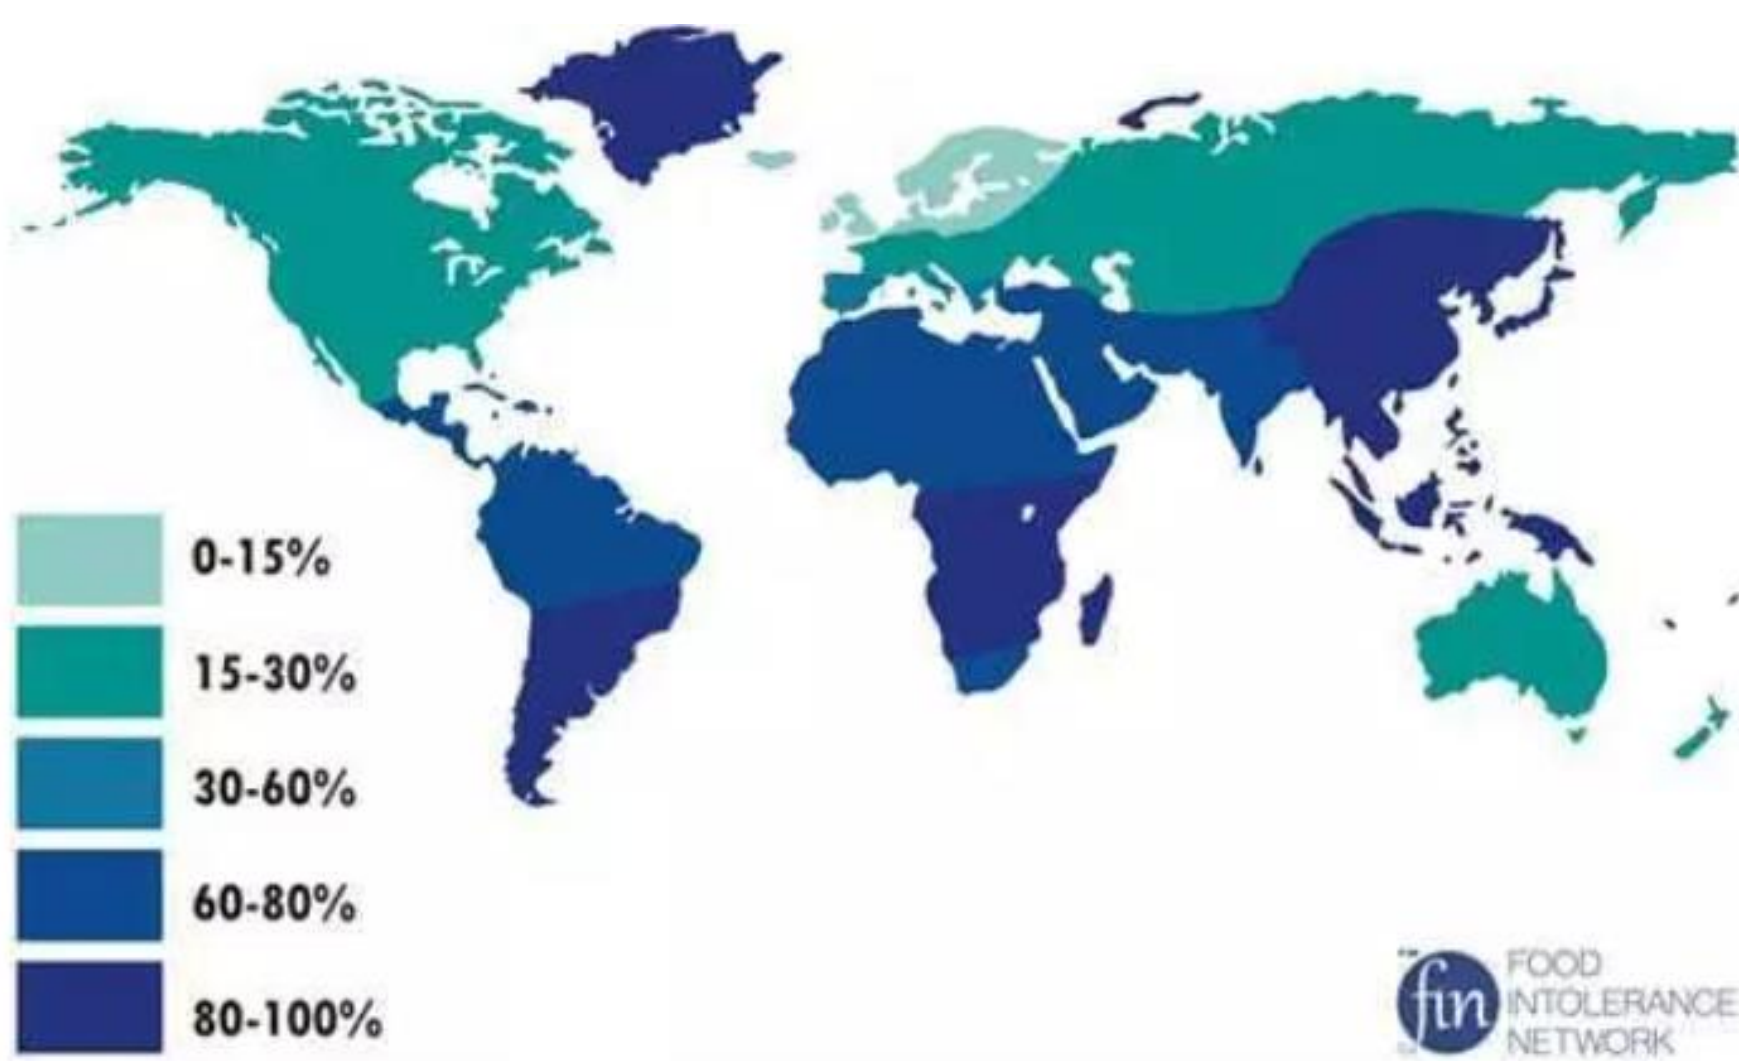 0-15%
15-30%
30-60%
60-80%
80-100%
fin
FOOD
INTOLERANCE
NETWORK